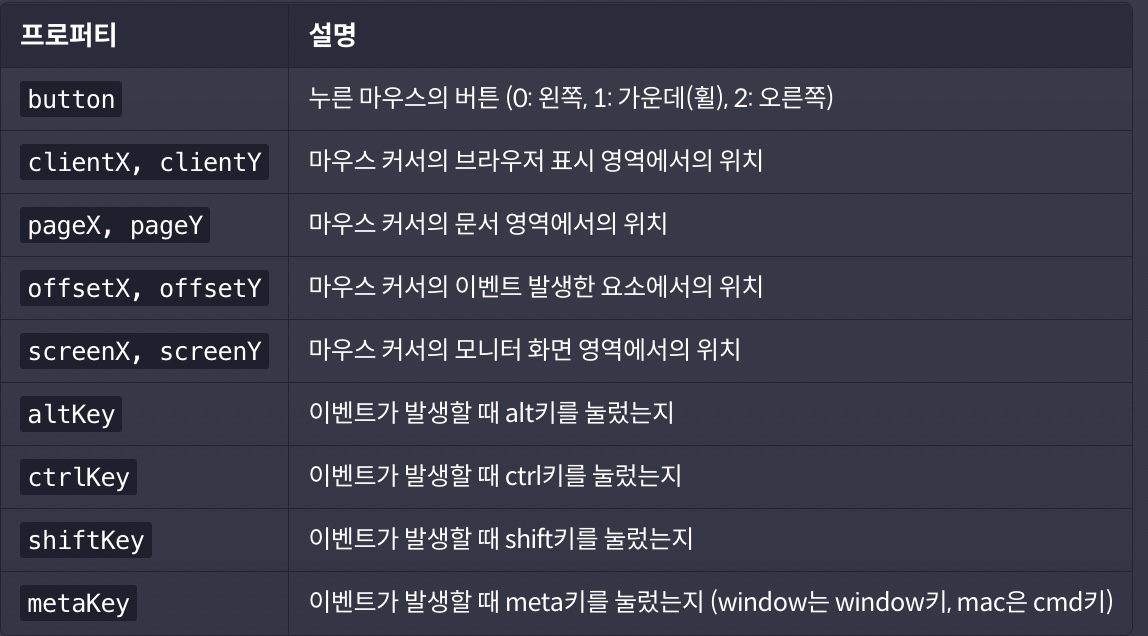 프로퍼티 설명
button 누른 마우스의 버튼 (0: 왼쪽, 1: 가운데(휠), 2: 오른쪽)
clientX, clientY 마우스 커서의 브라우저 표시 영역에서의 위치
pageX, pageY 마우스 커서의 문서 영역에서의 위치
offsetX, offsetY 마우스 커서의 이벤트 발생한 요소에서의 위치
screenX, screenY 마우스 커서의 모니터 화면 영역에서의 위치
altKey 이벤트가 발생할 때 alt키를 눌렀는지
ctrlKey 이벤트가 발생할 때 ctrl키를 눌렀는지
shiftKey 이벤트가 발생할 때 shift키를 눌렀는지
metaKey 이벤트가 발생할 때 meta키를 눌렀는지 (window는 window키, mac은 cmd키)